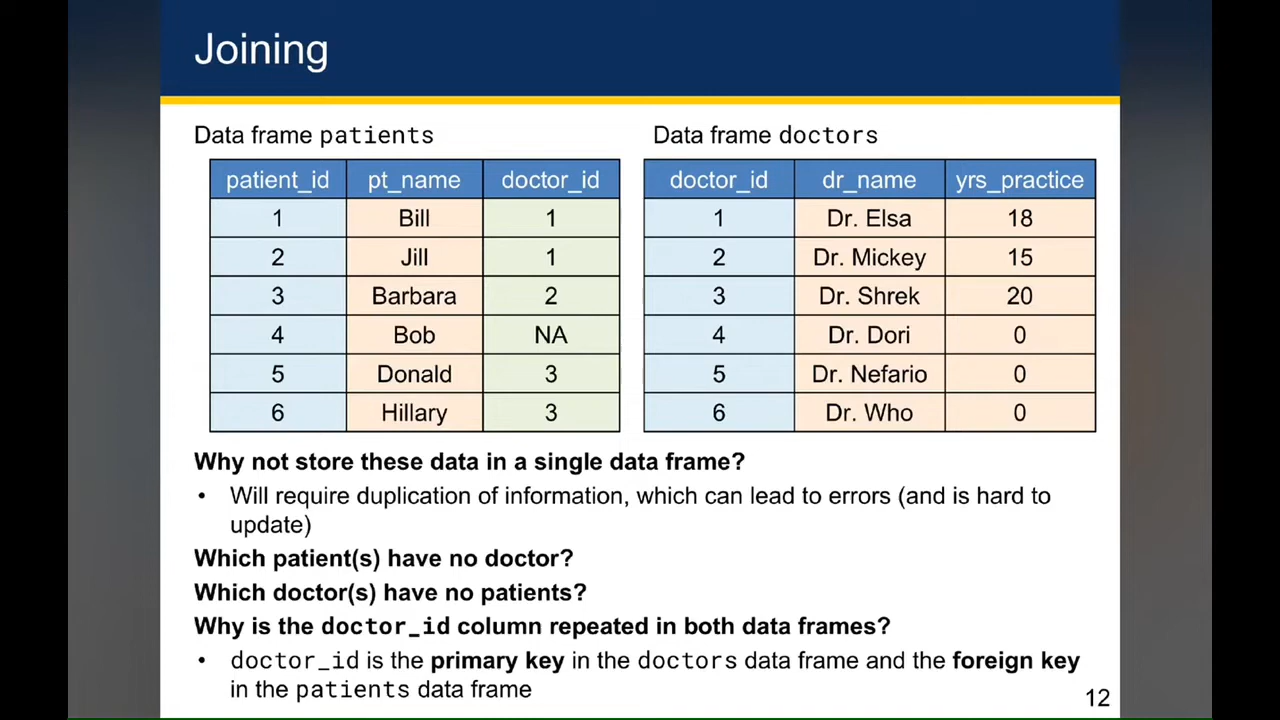 Joining
Data frame patients
patient_id pt_name doctor_id
1 Bill 1
2 Jill 1
3 Barbara 2
4 Bob NA
5 Donald 3
6 Hillary 3
Data frame doctors
doctor_id dr_name yrs_practice
1 Dr. Elsa 18
2 Dr. Mickey 15
3 Dr. Shrek 20
4 Dr. Dori 0
5 Dr. Nefario 0
6 Dr. Who 0
Why not store these data in a single data frame?
• Will require duplication of information, which can lead to errors (and is hard to
update)
Which patient(s) have no doctor?
Which doctor(s) have no patients?
Why is the doctor_id column repeated in both data frames?
• doctor_id is the primary key in the doctors data frame and the foreign key
in the patients data frame
12